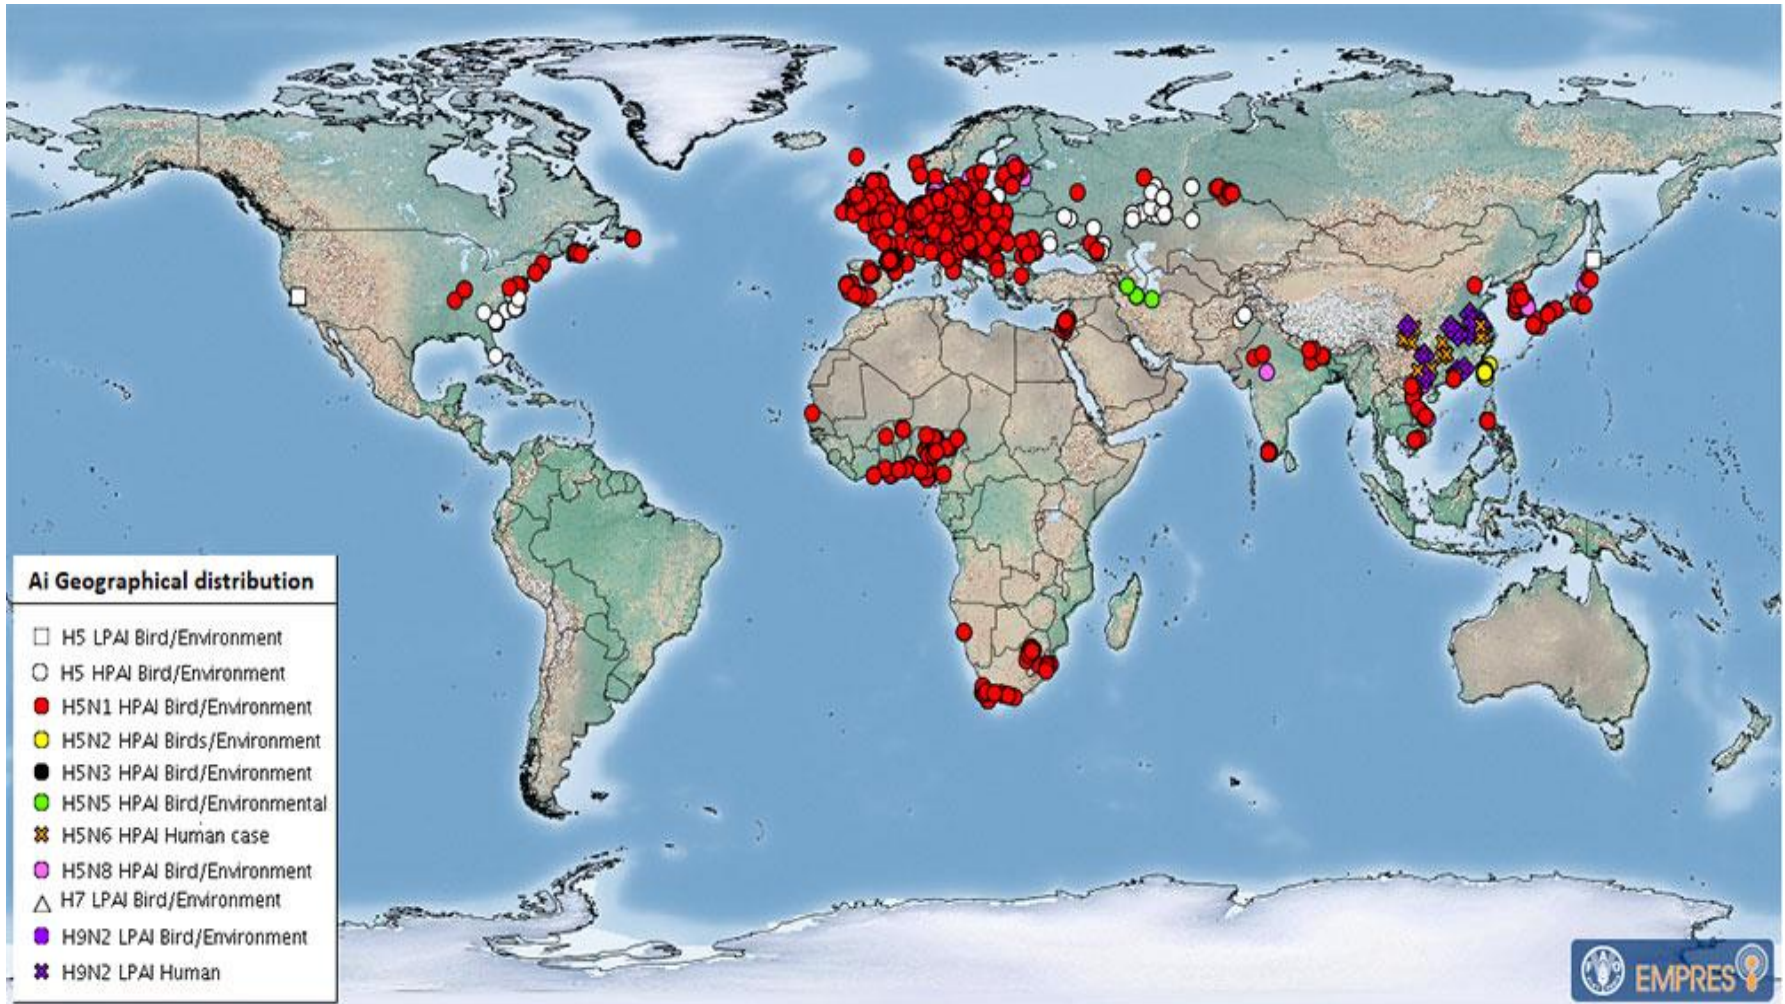 Ai Geographical distribution
H5 LPAI Bird/Environment
H5 HPAI Bird/Environment
H5N1 HPAI Bird/Environment
H5N2 HPAI Birds/Environment
H5N3 HPAI Bird/Environment
H5N5 HPAI Bird/Environmental
H5N6 HPAI Human case
H5N8 HPAI Bird/Environment
H7 LPAI Bird/Environment
H9N2 LPAI Bird/Environment
H9N2 LPAI Human
FAO
EMPRES